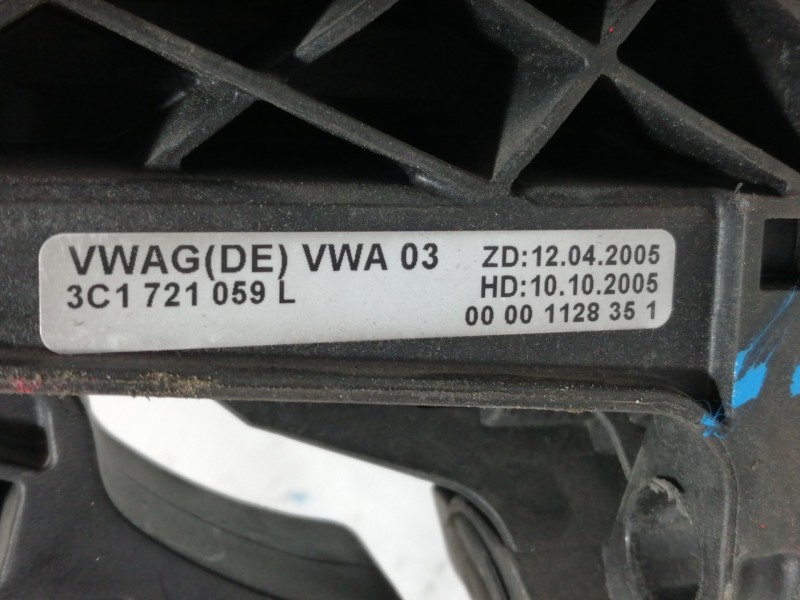 VWAG(DE) VWA 03 ZD:12.04.2005
3C1 721 059 L HD:10.10.2005
00 00 1128 35 1